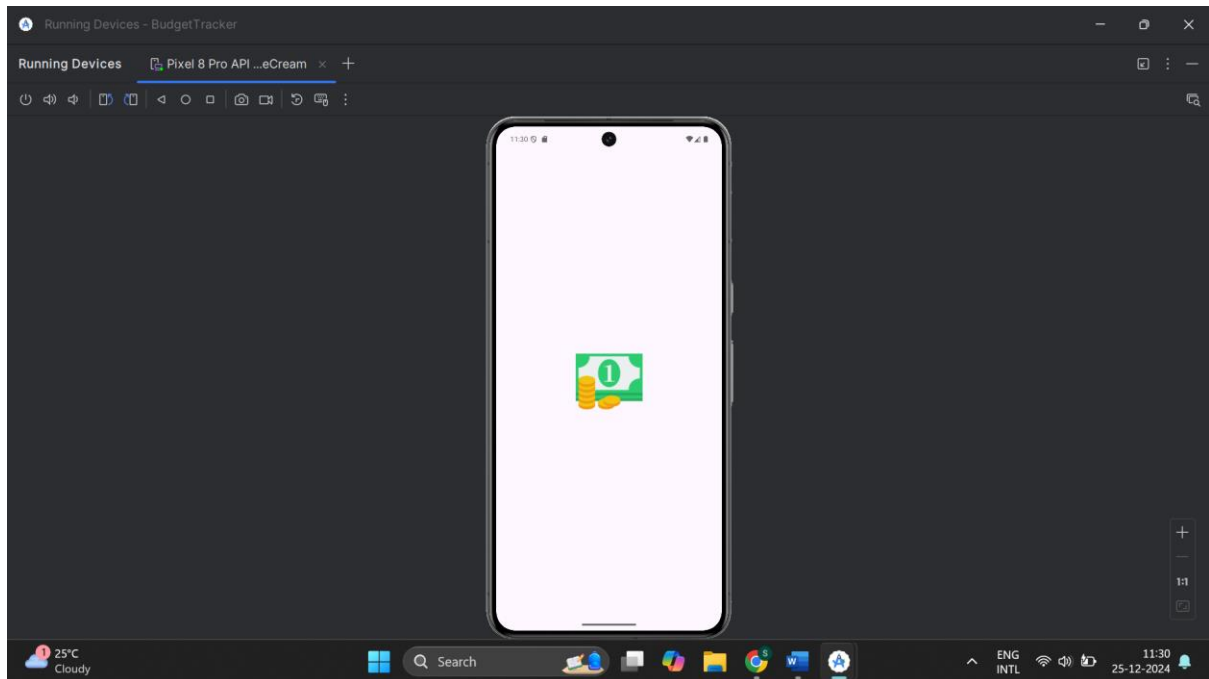 Running Devices - BudgetTracker
Running Devices Pixel 8 Pro API ...eCream
11:30
1
1:1
1
25°C
Cloudy
Search
S
W
ENG
INTL
11:30
25-12-2024